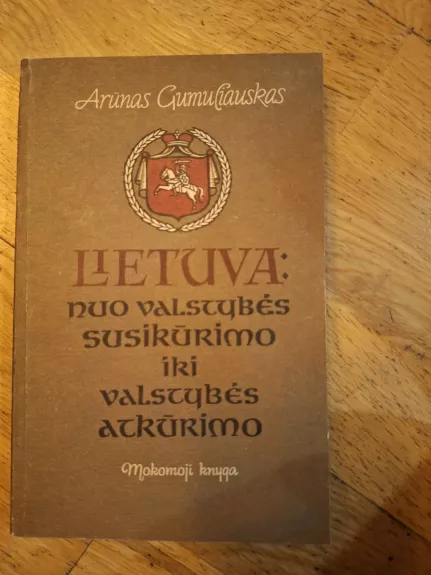 Arūnas Gumuliauskas
LIETUVA:
nuo valstybės
susikūrimo
iki
valstybės
atkūrimo
Mokomoji knyga